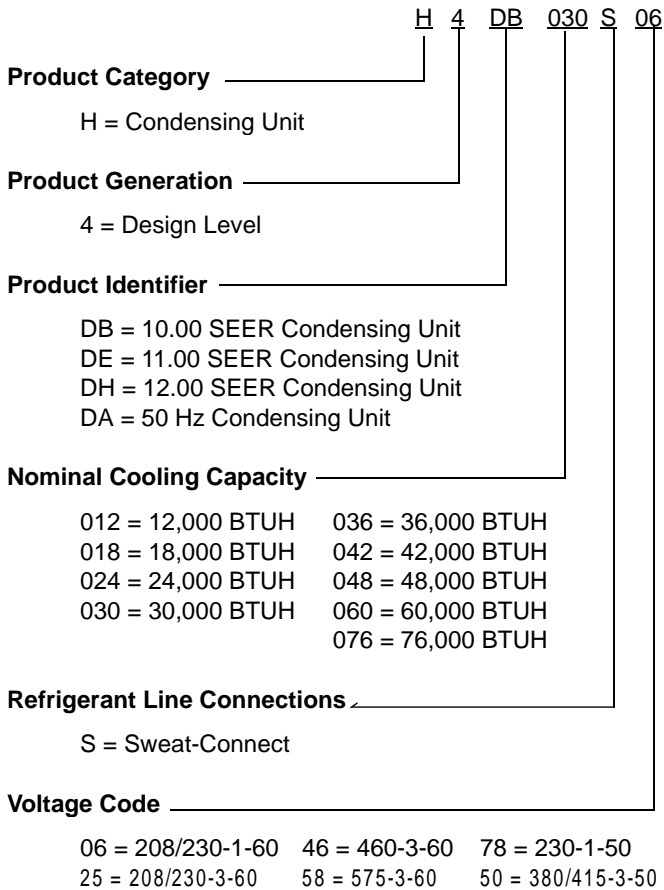 H 4 DB 030 S 06
Product Category
H = Condensing Unit
Product Generation
4 = Design Level
Product Identifier
DB = 10.00 SEER Condensing Unit
DE = 11.00 SEER Condensing Unit
DH = 12.00 SEER Condensing Unit
DA = 50 Hz Condensing Unit
Nominal Cooling Capacity
012 = 12,000 BTUH 036 = 36,000 BTUH
018 = 18,000 BTUH 042 = 42,000 BTUH
024 = 24,000 BTUH 048 = 48,000 BTUH
030 = 30,000 BTUH 060 = 60,000 BTUH
076 = 76,000 BTUH
Refrigerant Line Connections
S = Sweat-Connect
Voltage Code
06 = 208/230-1-60 46 = 460-3-60 78 = 230-1-50
25 = 208/230-3-60 58 = 575-3-60 50 = 380/415-3-50